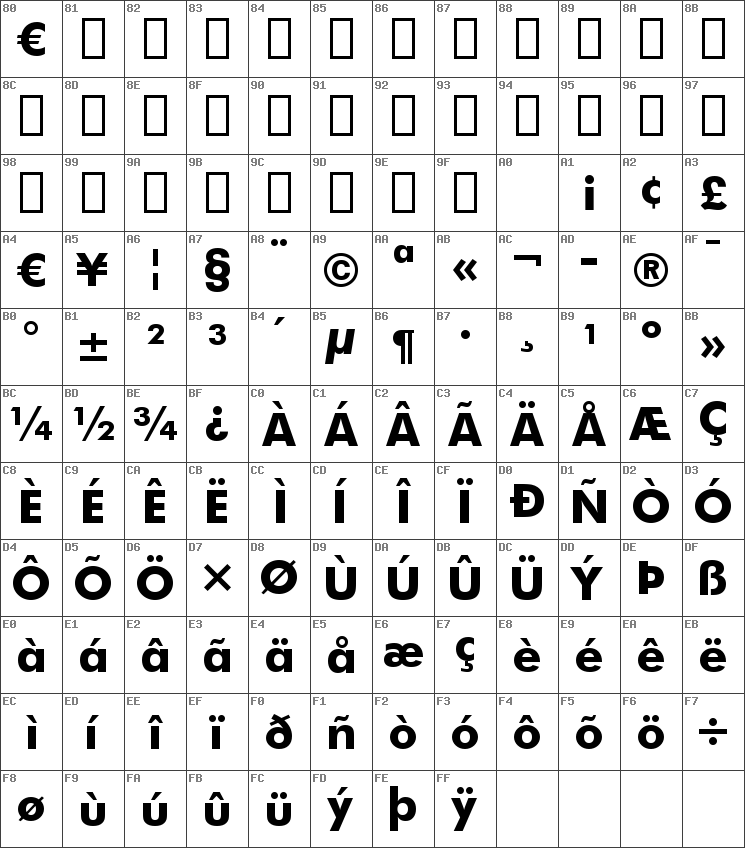 80 81 82 83 84 85 86 87 88 89 8A 8B
€
8C 8D 8E 8F 90 91 92 93 94 95 96 97
98 99 9A 9B 9C 9D 9E 9F A0 A1 A2 A3
¡ ¢ £
A4 A5 A6 A7 A8 A9 AA AB AC AD AE AF
€ ¥ ¦ § ¨ © ª « ¬ - ® ¯
B0 B1 B2 B3 B4 B5 B6 B7 B8 B9 BA BB
° ± ² ³ ´ µ ¶ · ¸ ¹ º »
BC BD BE BF C0 C1 C2 C3 C4 C5 C6 C7
¼ ½ ¾ ¿ À Á Â Ã Ä Å Æ Ç
C8 C9 CA CB CC CD CE CF D0 D1 D2 D3
È É Ê Ë Ì Í Î Ï Ð Ñ Ò Ó
D4 D5 D6 D7 D8 D9 DA DB DC DD DE DF
Ô Õ Ö × Ø Ù Ú Û Ü Ý Þ ß
E0 E1 E2 E3 E4 E5 E6 E7 E8 E9 EA EB
à á â ã ä å æ ç è é ê ë
EC ED EE EF F0 F1 F2 F3 F4 F5 F6 F7
ì í î ï ð ñ ò ó ô õ ö ÷
F8 F9 FA FB FC FD FE FF
ø ù ú û ü ý þ ÿ